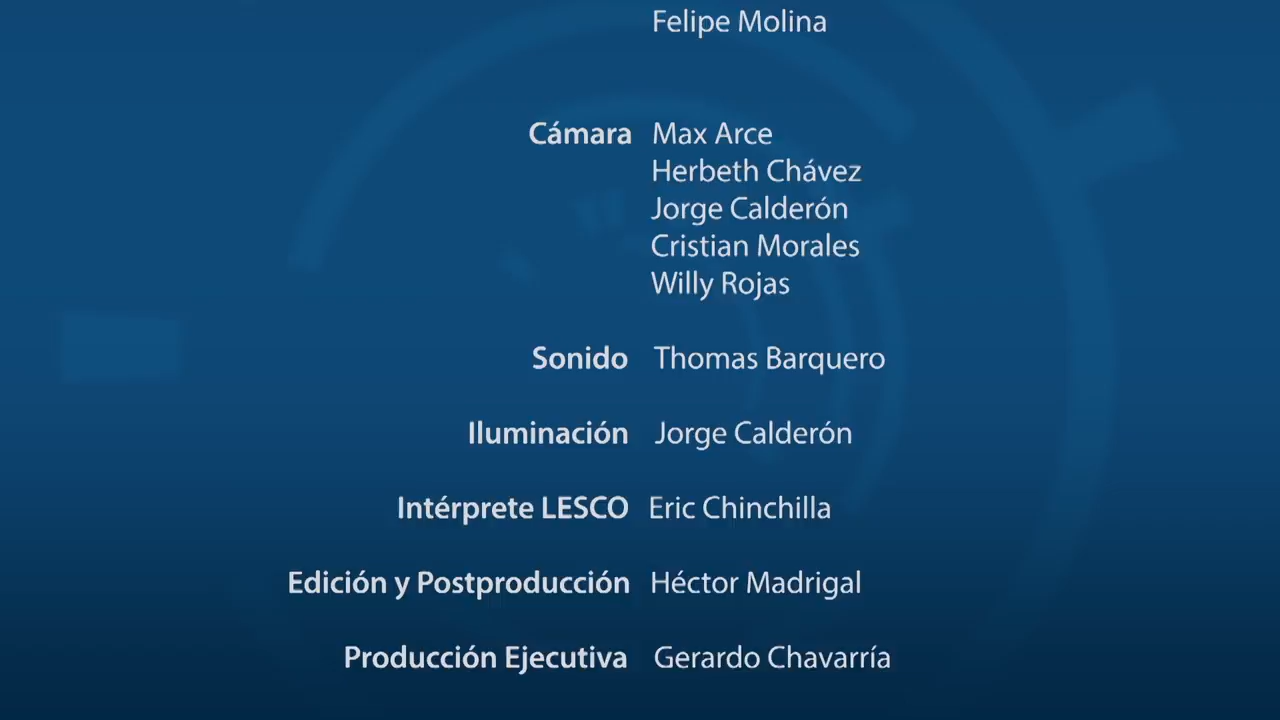 Felipe Molina
Cámara Max Arce
Herbeth Chávez
Jorge Calderón
Cristian Morales
Willy Rojas
Sonido Thomas Barquero
Iluminación Jorge Calderón
Intérprete LESCO Eric Chinchilla
Edición y Postproducción Héctor Madrigal
Producción Ejecutiva Gerardo Chavarría